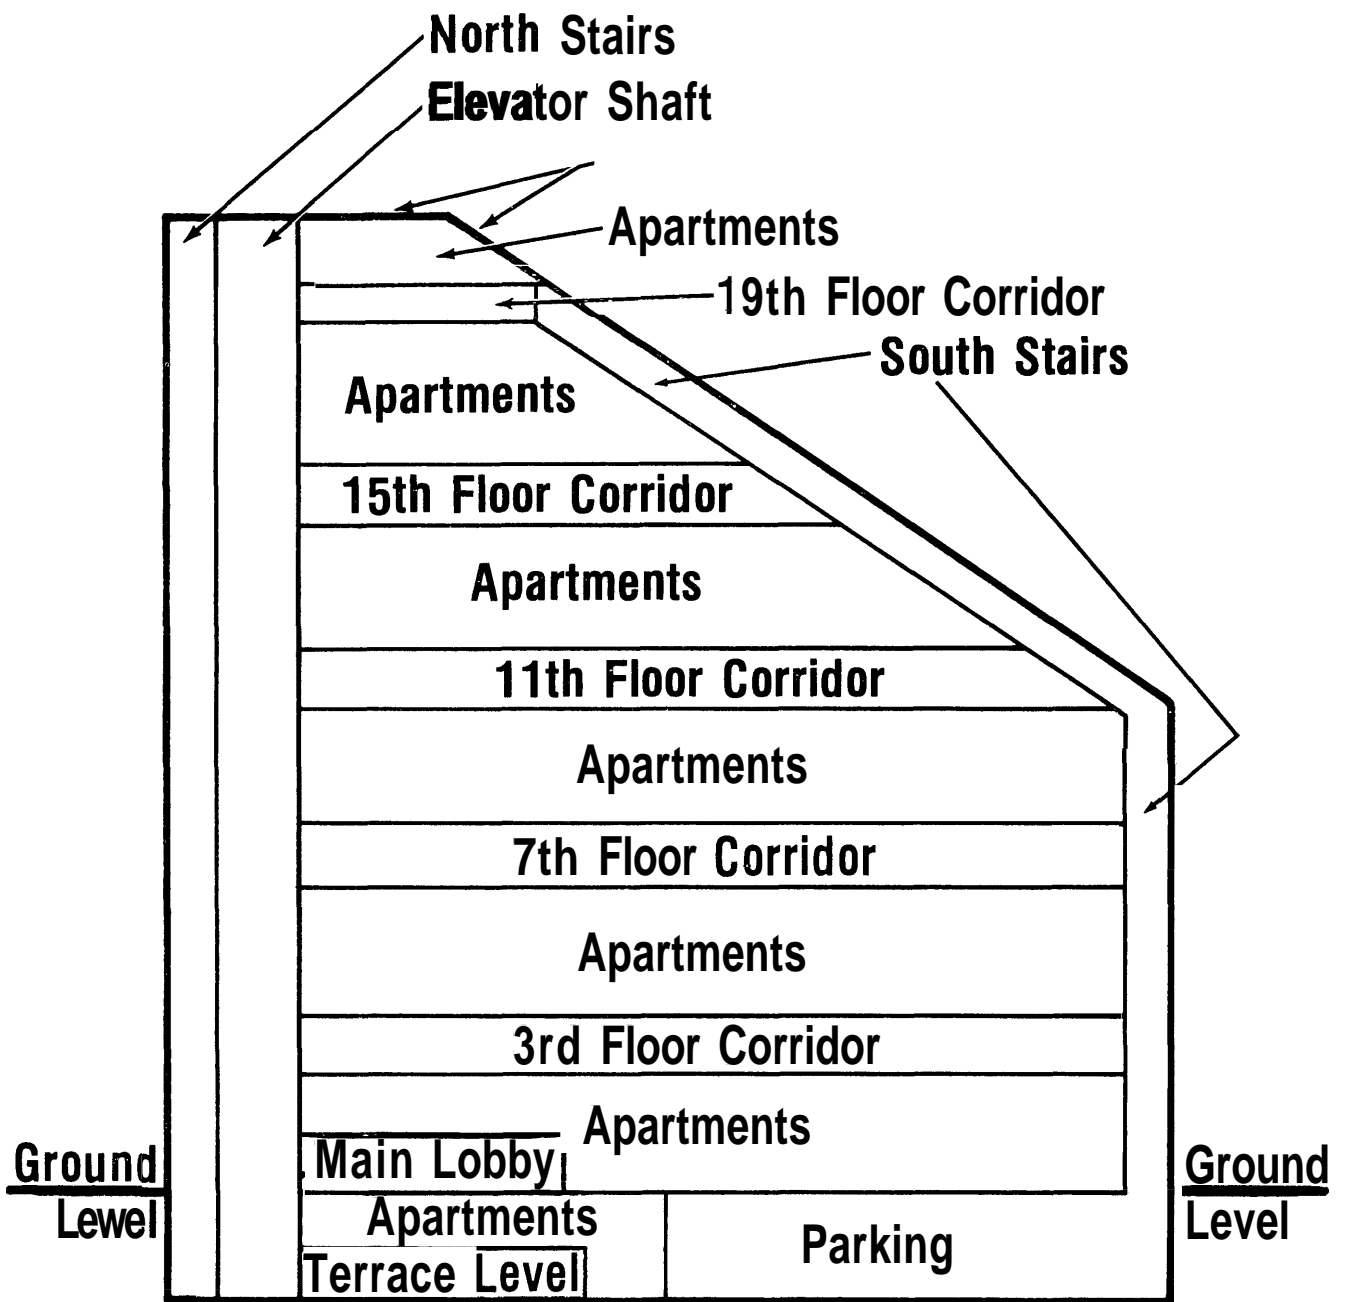 North Stairs
Elevator Shaft
Apartments
19th Floor Corridor
South Stairs
Apartments
15th Floor Corridor
Apartments
11th Floor Corridor
Apartments
7th Floor Corridor
Apartments
3rd Floor Corridor
Apartments
Main Lobby
Ground
Lewel
Ground
Level
Apartments
Parking
Terrace Level